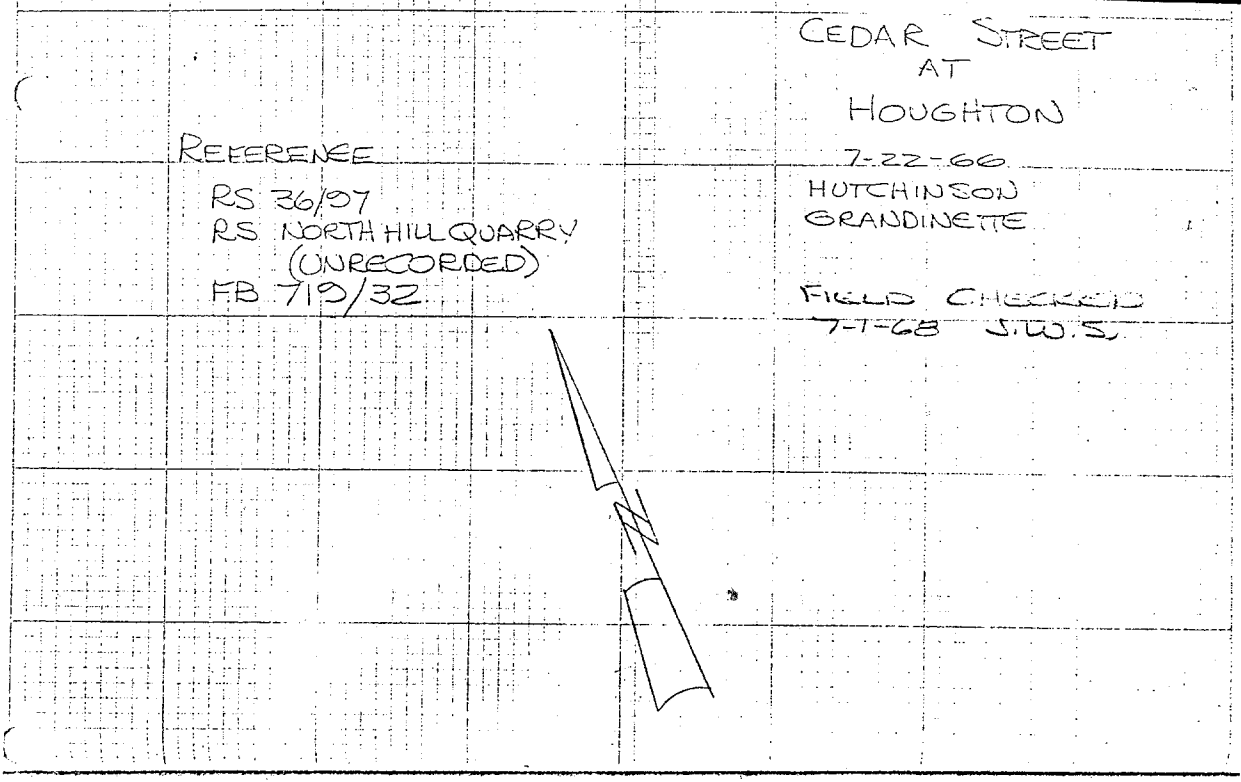 CEDAR STREET
AT
HOUGHTON
7-22-66
HUTCHINSON
GRANDINETTE
FIELD CHECKED
7-1-68 J.W.S.
REFERENCE
RS 36/97
RS NORTH HILL QUARRY
(UNRECORDED)
FB 719/32
N